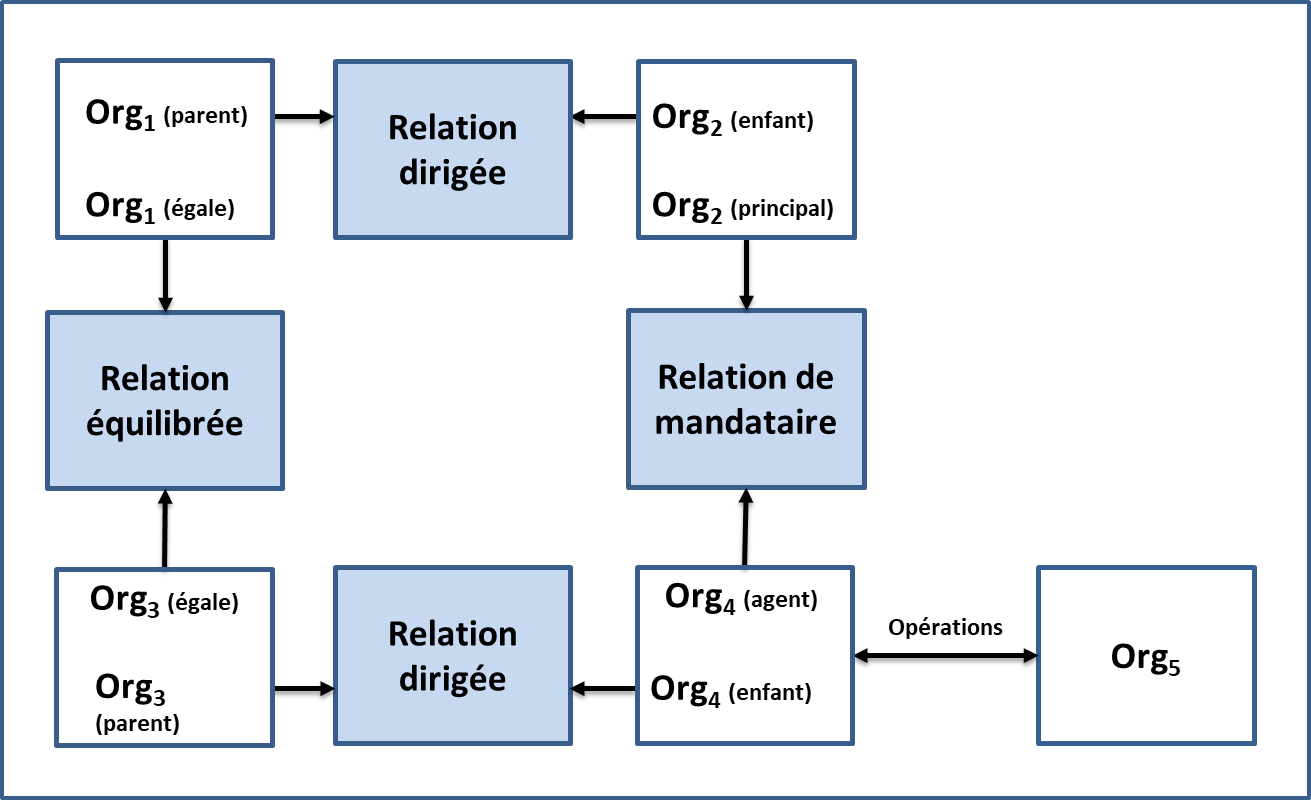 Org₁ (parent)
Org₁ (égale)
Relation
dirigée
Org₂ (enfant)
Org₂ (principal)
Relation
équilibrée
Relation de
mandataire
Org₃ (égale)
Org₃
(parent)
Relation
dirigée
Org₄ (agent)
Org₄ (enfant)
Opérations
Org₅